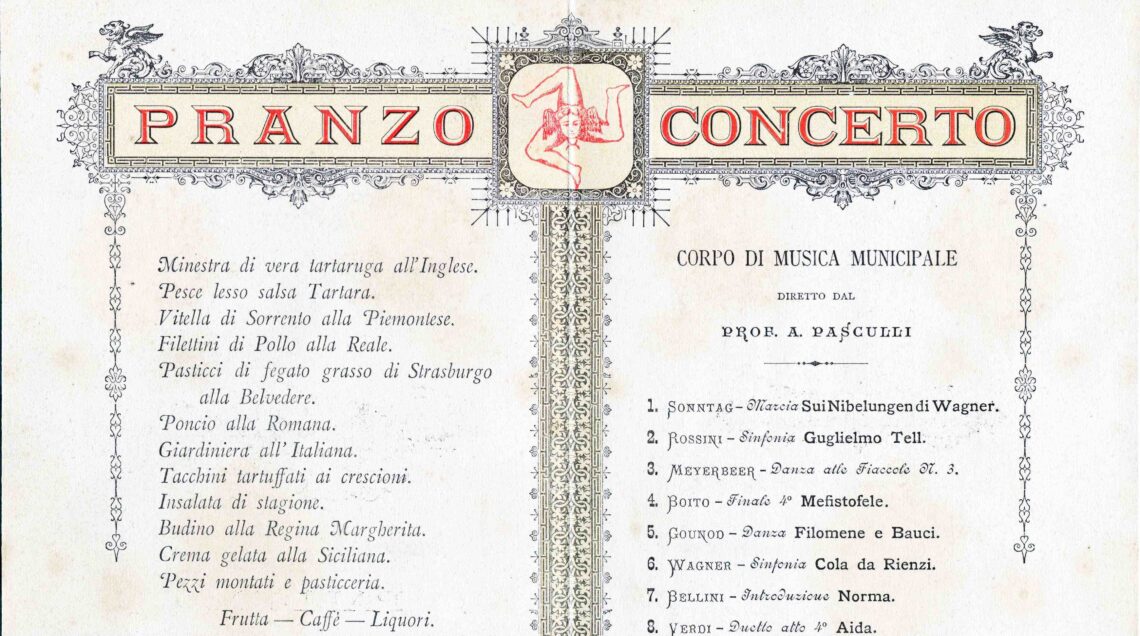 PRANZO
Minestra di vera tartaruga all'Inglese.
Pesce lesso salsa Tartara.
Vitella di Sorrento alla Piemontese.
Filettini di Pollo alla Reale.
Pasticci di fegato grasso di Strasburgo
alla Belvedere.
Poncio alla Romana.
Giardiniera all'Italiana.
Tacchini tartuffati ai crescioni.
Insalata di stagione.
Budino alla Regina Margherita.
Crema gelata alla Siciliana.
Pezzi montati e pasticceria.
Frutta — Caffè — Liquori.
CONCERTO
CORPO DI MUSICA MUNICIPALE
DIRETTO DAL
PROF. A. PASCULLI
1. SONNTAG – Marcia Sui Nibelungen di Wagner.
2. ROSSINI – Sinfonia Guglielmo Tell.
3. MEYERBEER – Danza alle Fiaccole N. 3.
4. BOITO – Finale 4º Mefistofele.
5. GOUNOD – Danza Filomene e Bauci.
6. WAGNER – Sinfonia Cola da Rienzi.
7. BELLINI – Introduzione Norma.
8. VERDI – Duetto atto 4º Aida.